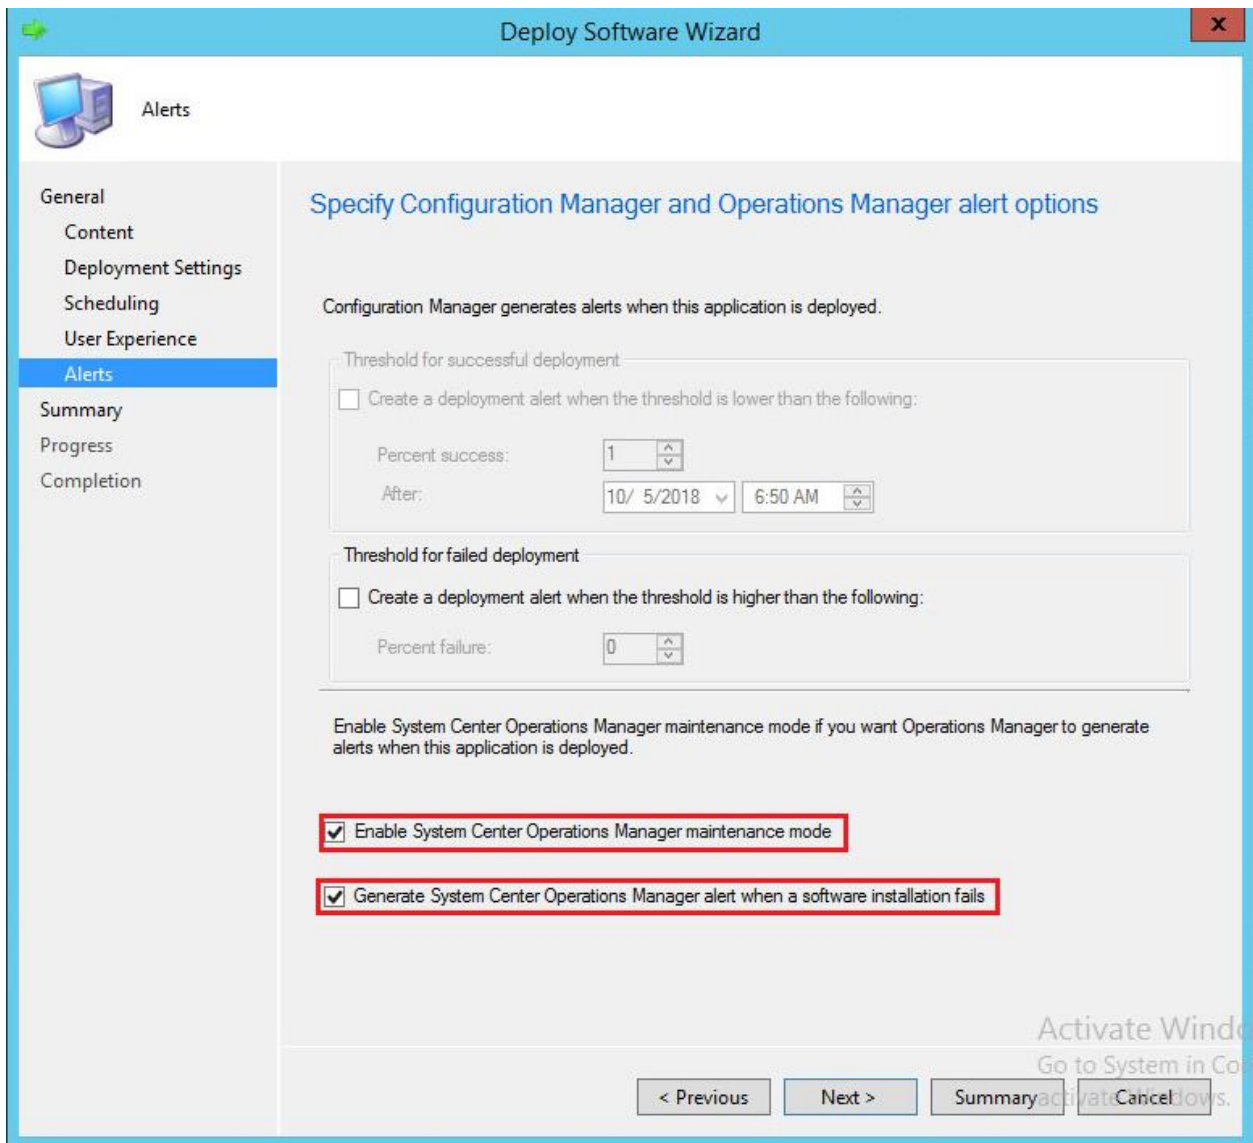 Deploy Software Wizard
X
Alerts
General
Content
Deployment Settings
Scheduling
User Experience
Alerts
Summary
Progress
Completion
Specify Configuration Manager and Operations Manager alert options
Configuration Manager generates alerts when this application is deployed.
Threshold for successful deployment
Create a deployment alert when the threshold is lower than the following:
Percent success: 1
After: 10/ 5/2018 6:50 AM
Threshold for failed deployment
Create a deployment alert when the threshold is higher than the following:
Percent failure: 0
Enable System Center Operations Manager maintenance mode if you want Operations Manager to generate
alerts when this application is deployed.
Enable System Center Operations Manager maintenance mode
Generate System Center Operations Manager alert when a software installation fails
Activate Windo
Go to System in Co
activate Windows.
< Previous Next > Summary Cancel